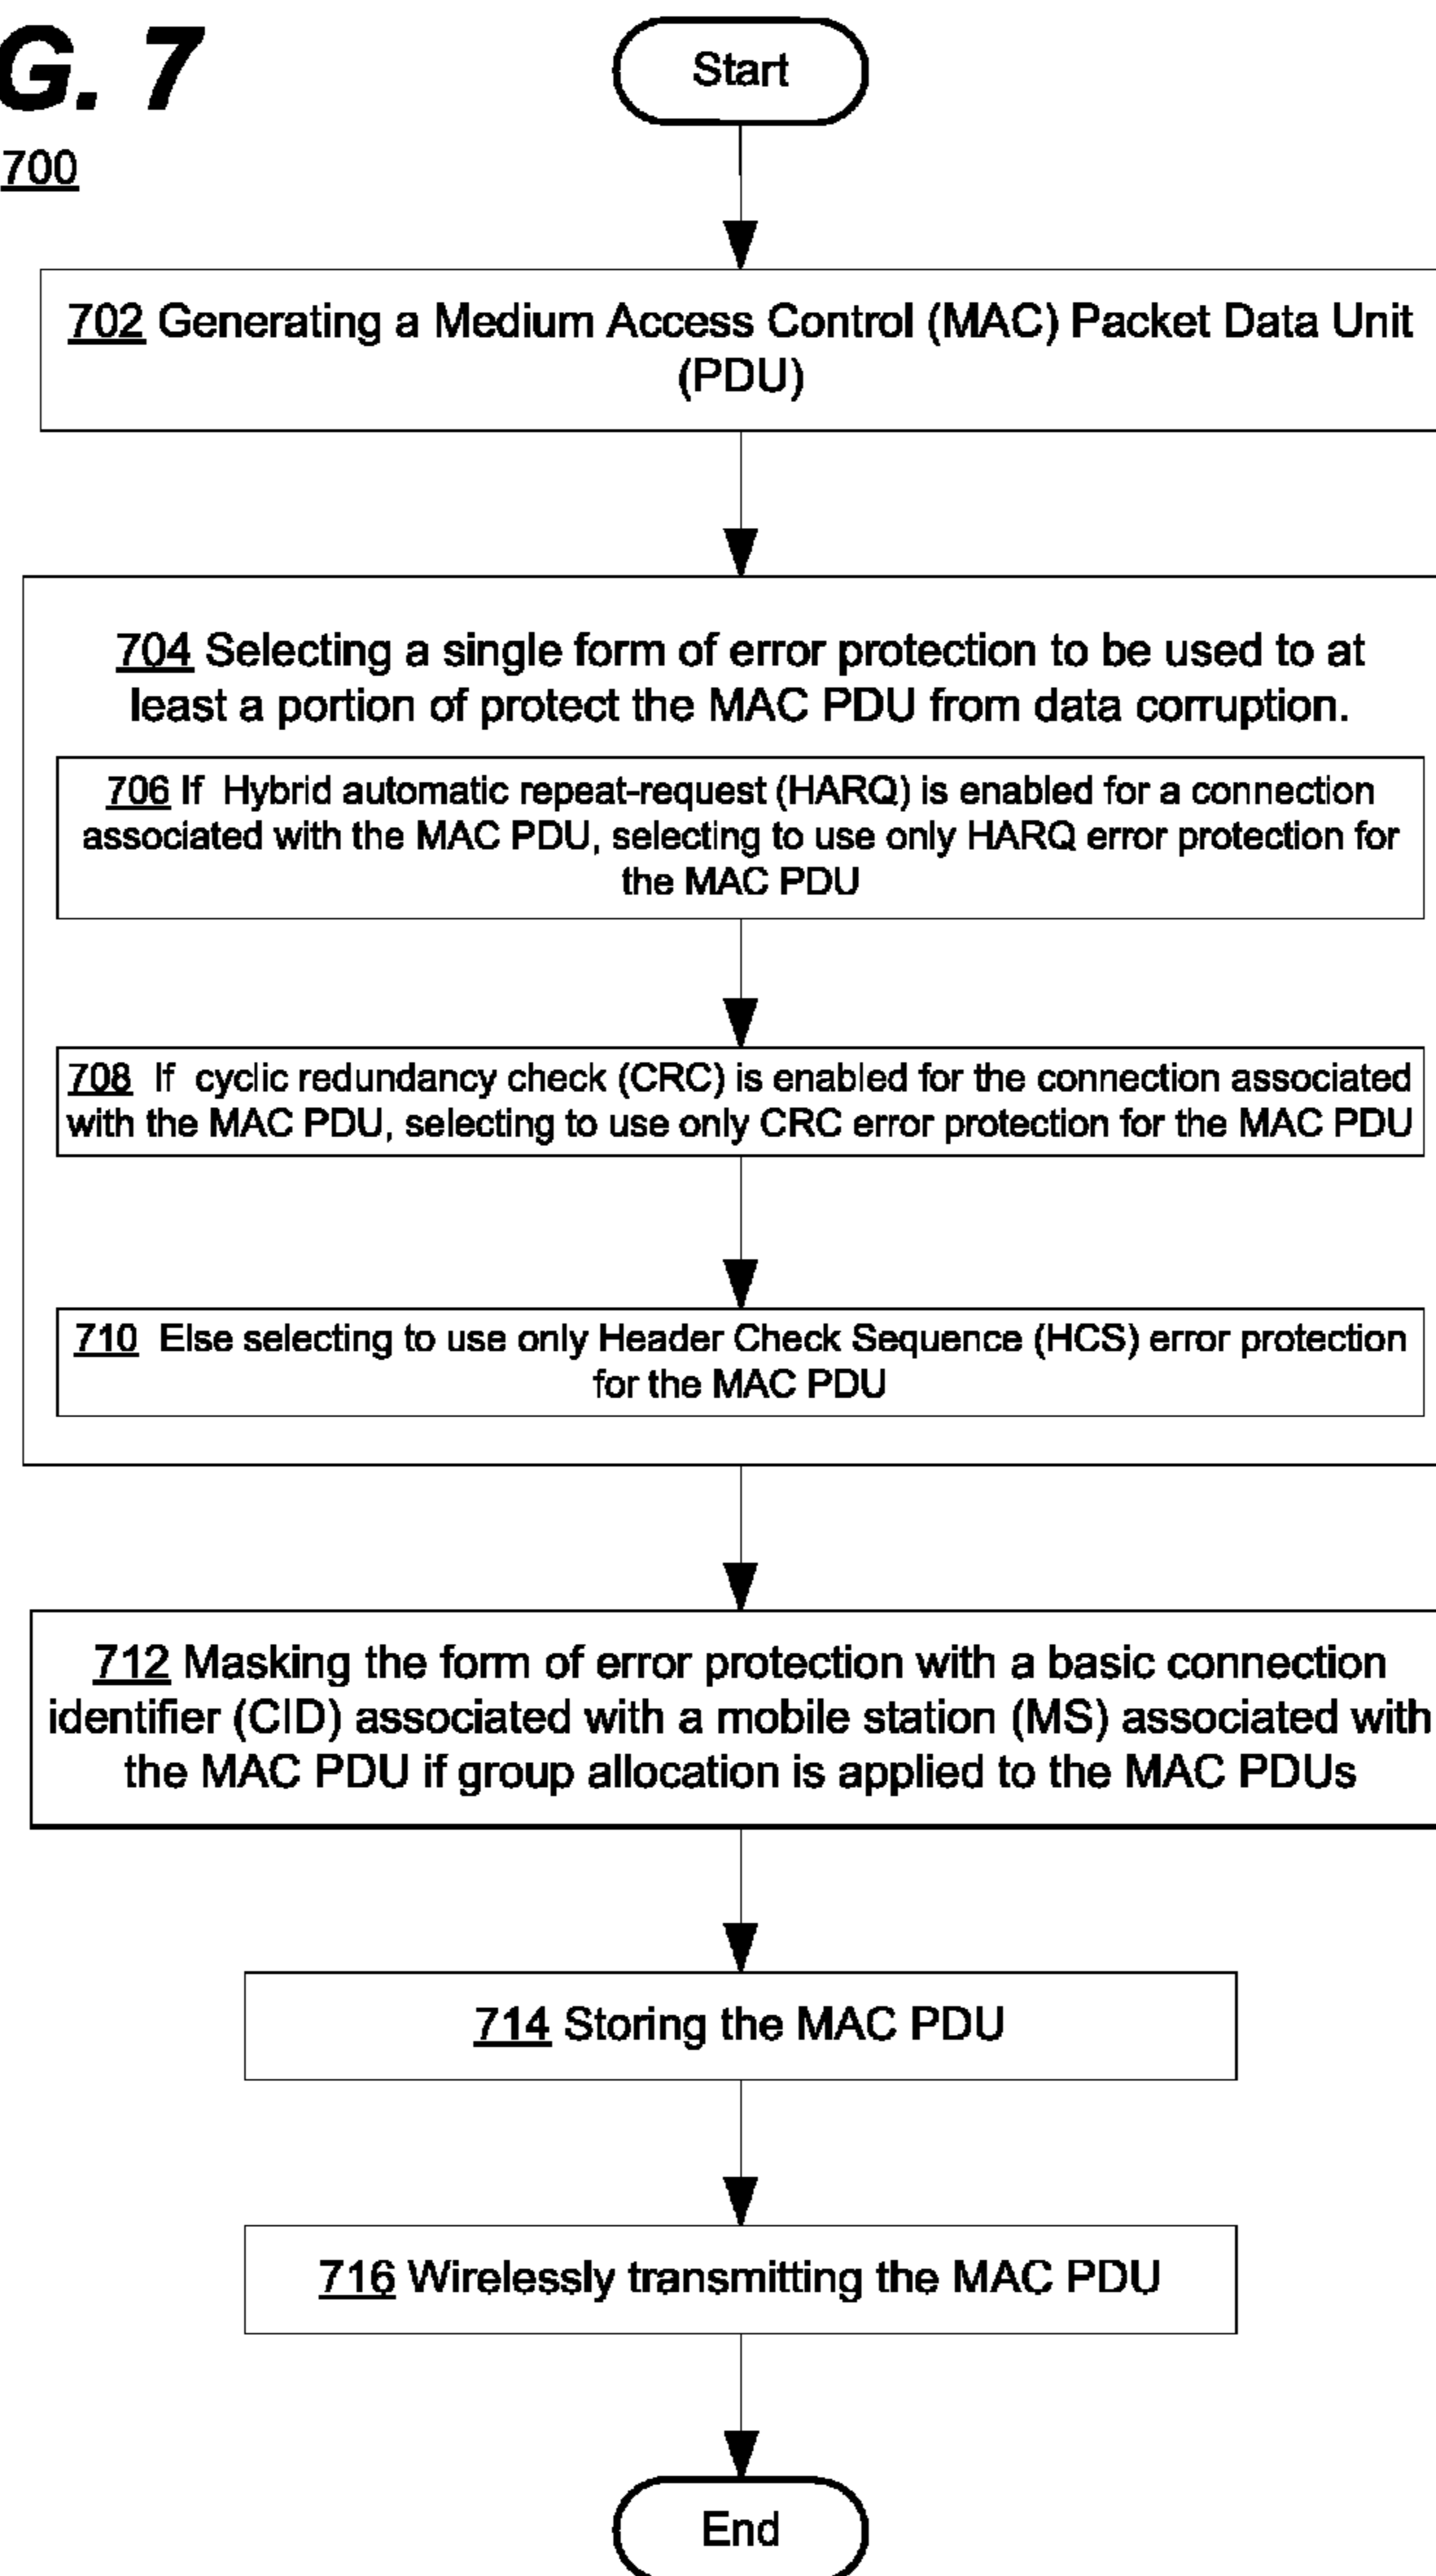 G. 7
700
Start
702 Generating a Medium Access Control (MAC) Packet Data Unit
(PDU)
704 Selecting a single form of error protection to be used to at
least a portion of protect the MAC PDU from data corruption.
706 If Hybrid automatic repeat-request (HARQ) is enabled for a connection
associated with the MAC PDU, selecting to use only HARQ error protection for
the MAC PDU
708 If cyclic redundancy check (CRC) is enabled for the connection associated
with the MAC PDU, selecting to use only CRC error protection for the MAC PDU
710 Else selecting to use only Header Check Sequence (HCS) error protection
for the MAC PDU
712 Masking the form of error protection with a basic connection
identifier (CID) associated with a mobile station (MS) associated with
the MAC PDU if group allocation is applied to the MAC PDUs
714 Storing the MAC PDU
716 Wirelessly transmitting the MAC PDU
End